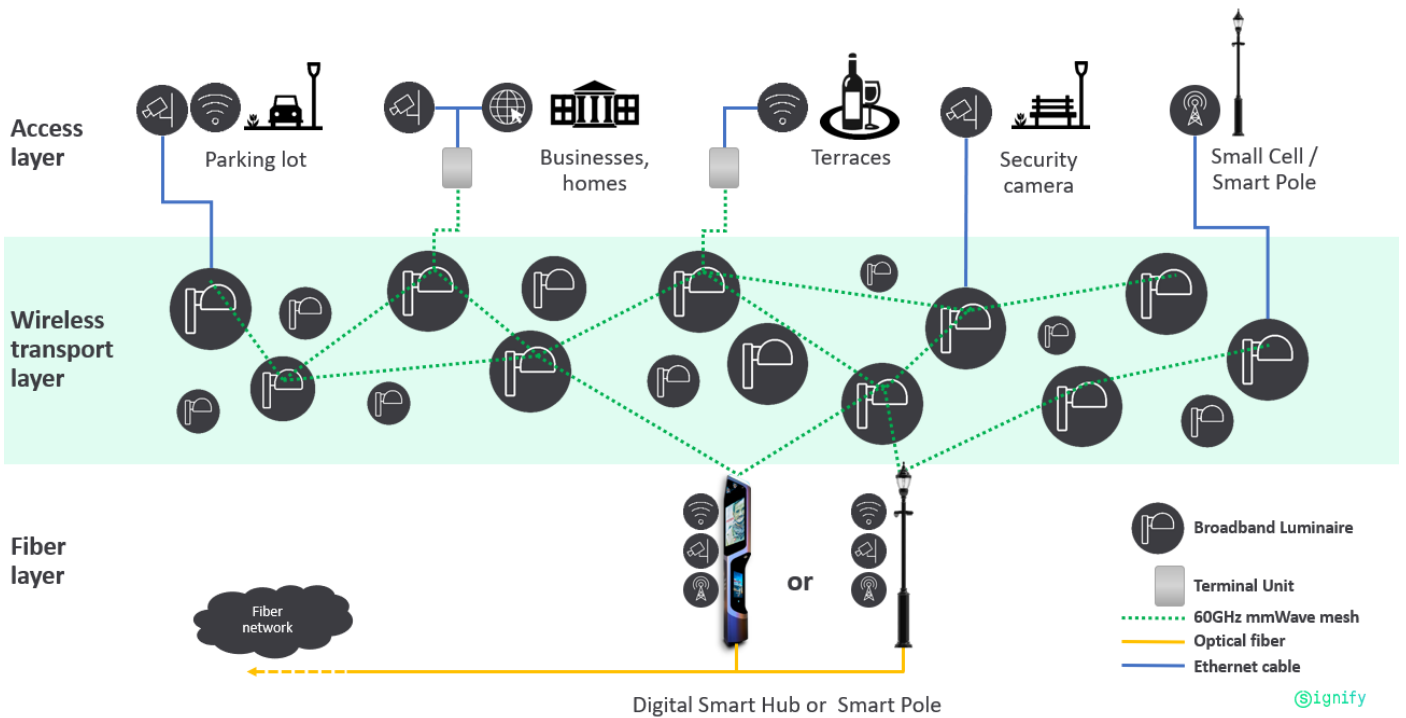 Access
layer
Parking lot
Businesses,
homes
Terraces
Security
camera
Small Cell /
Smart Pole
Wireless
transport
layer
Fiber
layer
Fiber
network
or
Digital Smart Hub or Smart Pole
Broadband Luminaire
Terminal Unit
60GHz mmWave mesh
Optical fiber
Ethernet cable
Signify